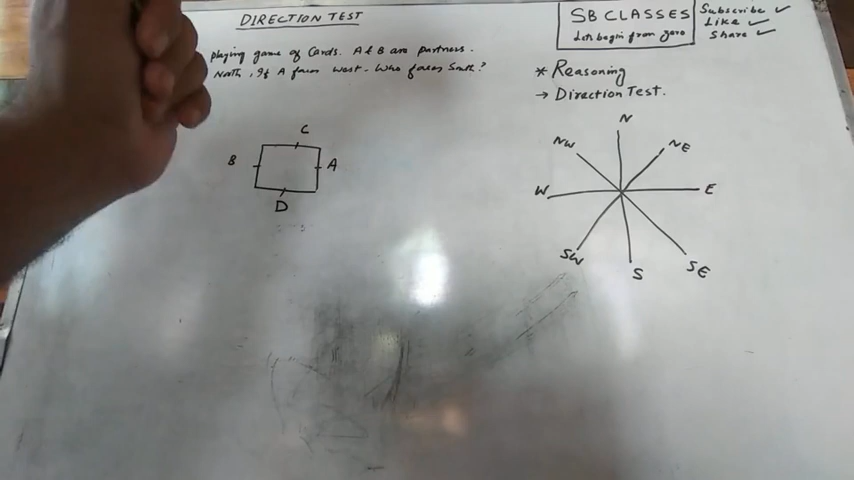 DIRECTION TEST
playing game of Cards. A & B are partners.
North, If A faces West. Who faces South?
SB CLASSES
Lets begin from zero
Subscribe ✓
Like ✓
Share ✓
* Reasoning
→ Direction Test.
C
B
A
D
N
NW
NE
W
E
SW
S
SE